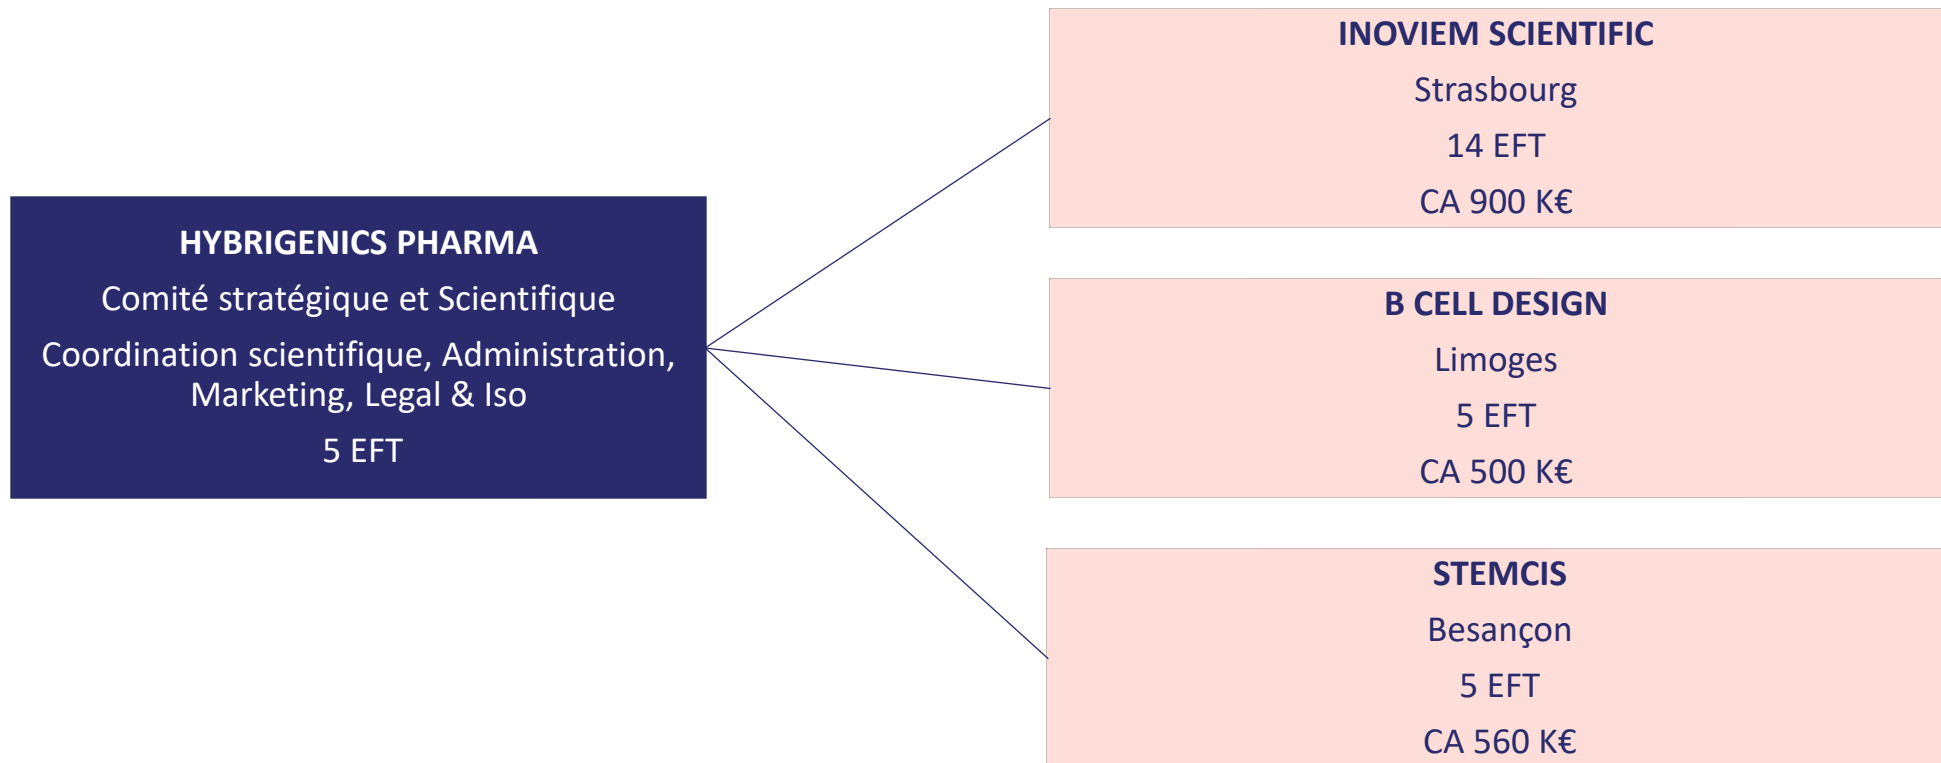 HYBRIGENICS PHARMA
Comité stratégique et Scientifique
Coordination scientifique, Administration,
Marketing, Legal & Iso
5 EFT
INOVIEM SCIENTIFIC
Strasbourg
14 EFT
CA 900 K€
B CELL DESIGN
Limoges
5 EFT
CA 500 K€
STEMCIS
Besançon
5 EFT
CA 560 K€